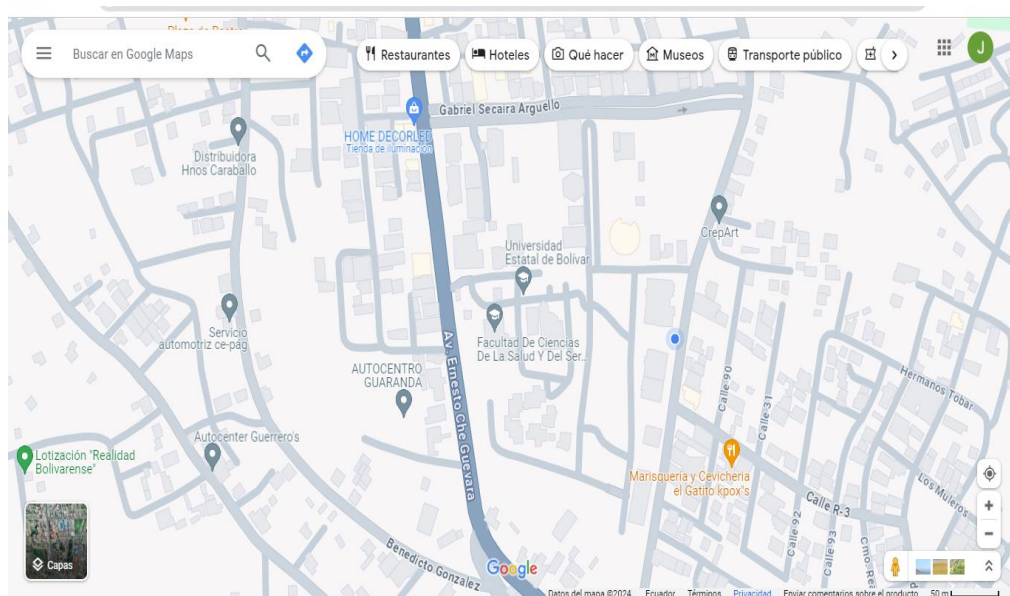 Buscar en Google Maps
Restaurantes
Hoteles
Qué hacer
Museos
Transporte público
J
Gabriel Secaira Arguello
HOME DECORLED
Tienda de iluminación
Distribuidora
Hnos Caraballo
CrepArt
Universidad
Estatal de Bolívar
Servicio
automotriz ce-pag
Facultad De Ciencias
De La Salud Y Del Ser..
Av. Ernesto Che Guevara
AUTOCENTRO
GUARANDA
Calle 90
Calle 31
Hermanos Tobar
Autocenter Guerrero's
Lotización "Realidad
Bolivarense"
Marisqueria y Cevicheria
el Gatito kpox's
Calle R-3
Los Muleros
Calle 92
Calle 93
Benedicto Gonzalez
Capas
Google
Datos del mapa ©2024 Ecuador Términos Privacidad Enviar comentarios sobre el producto 50 m